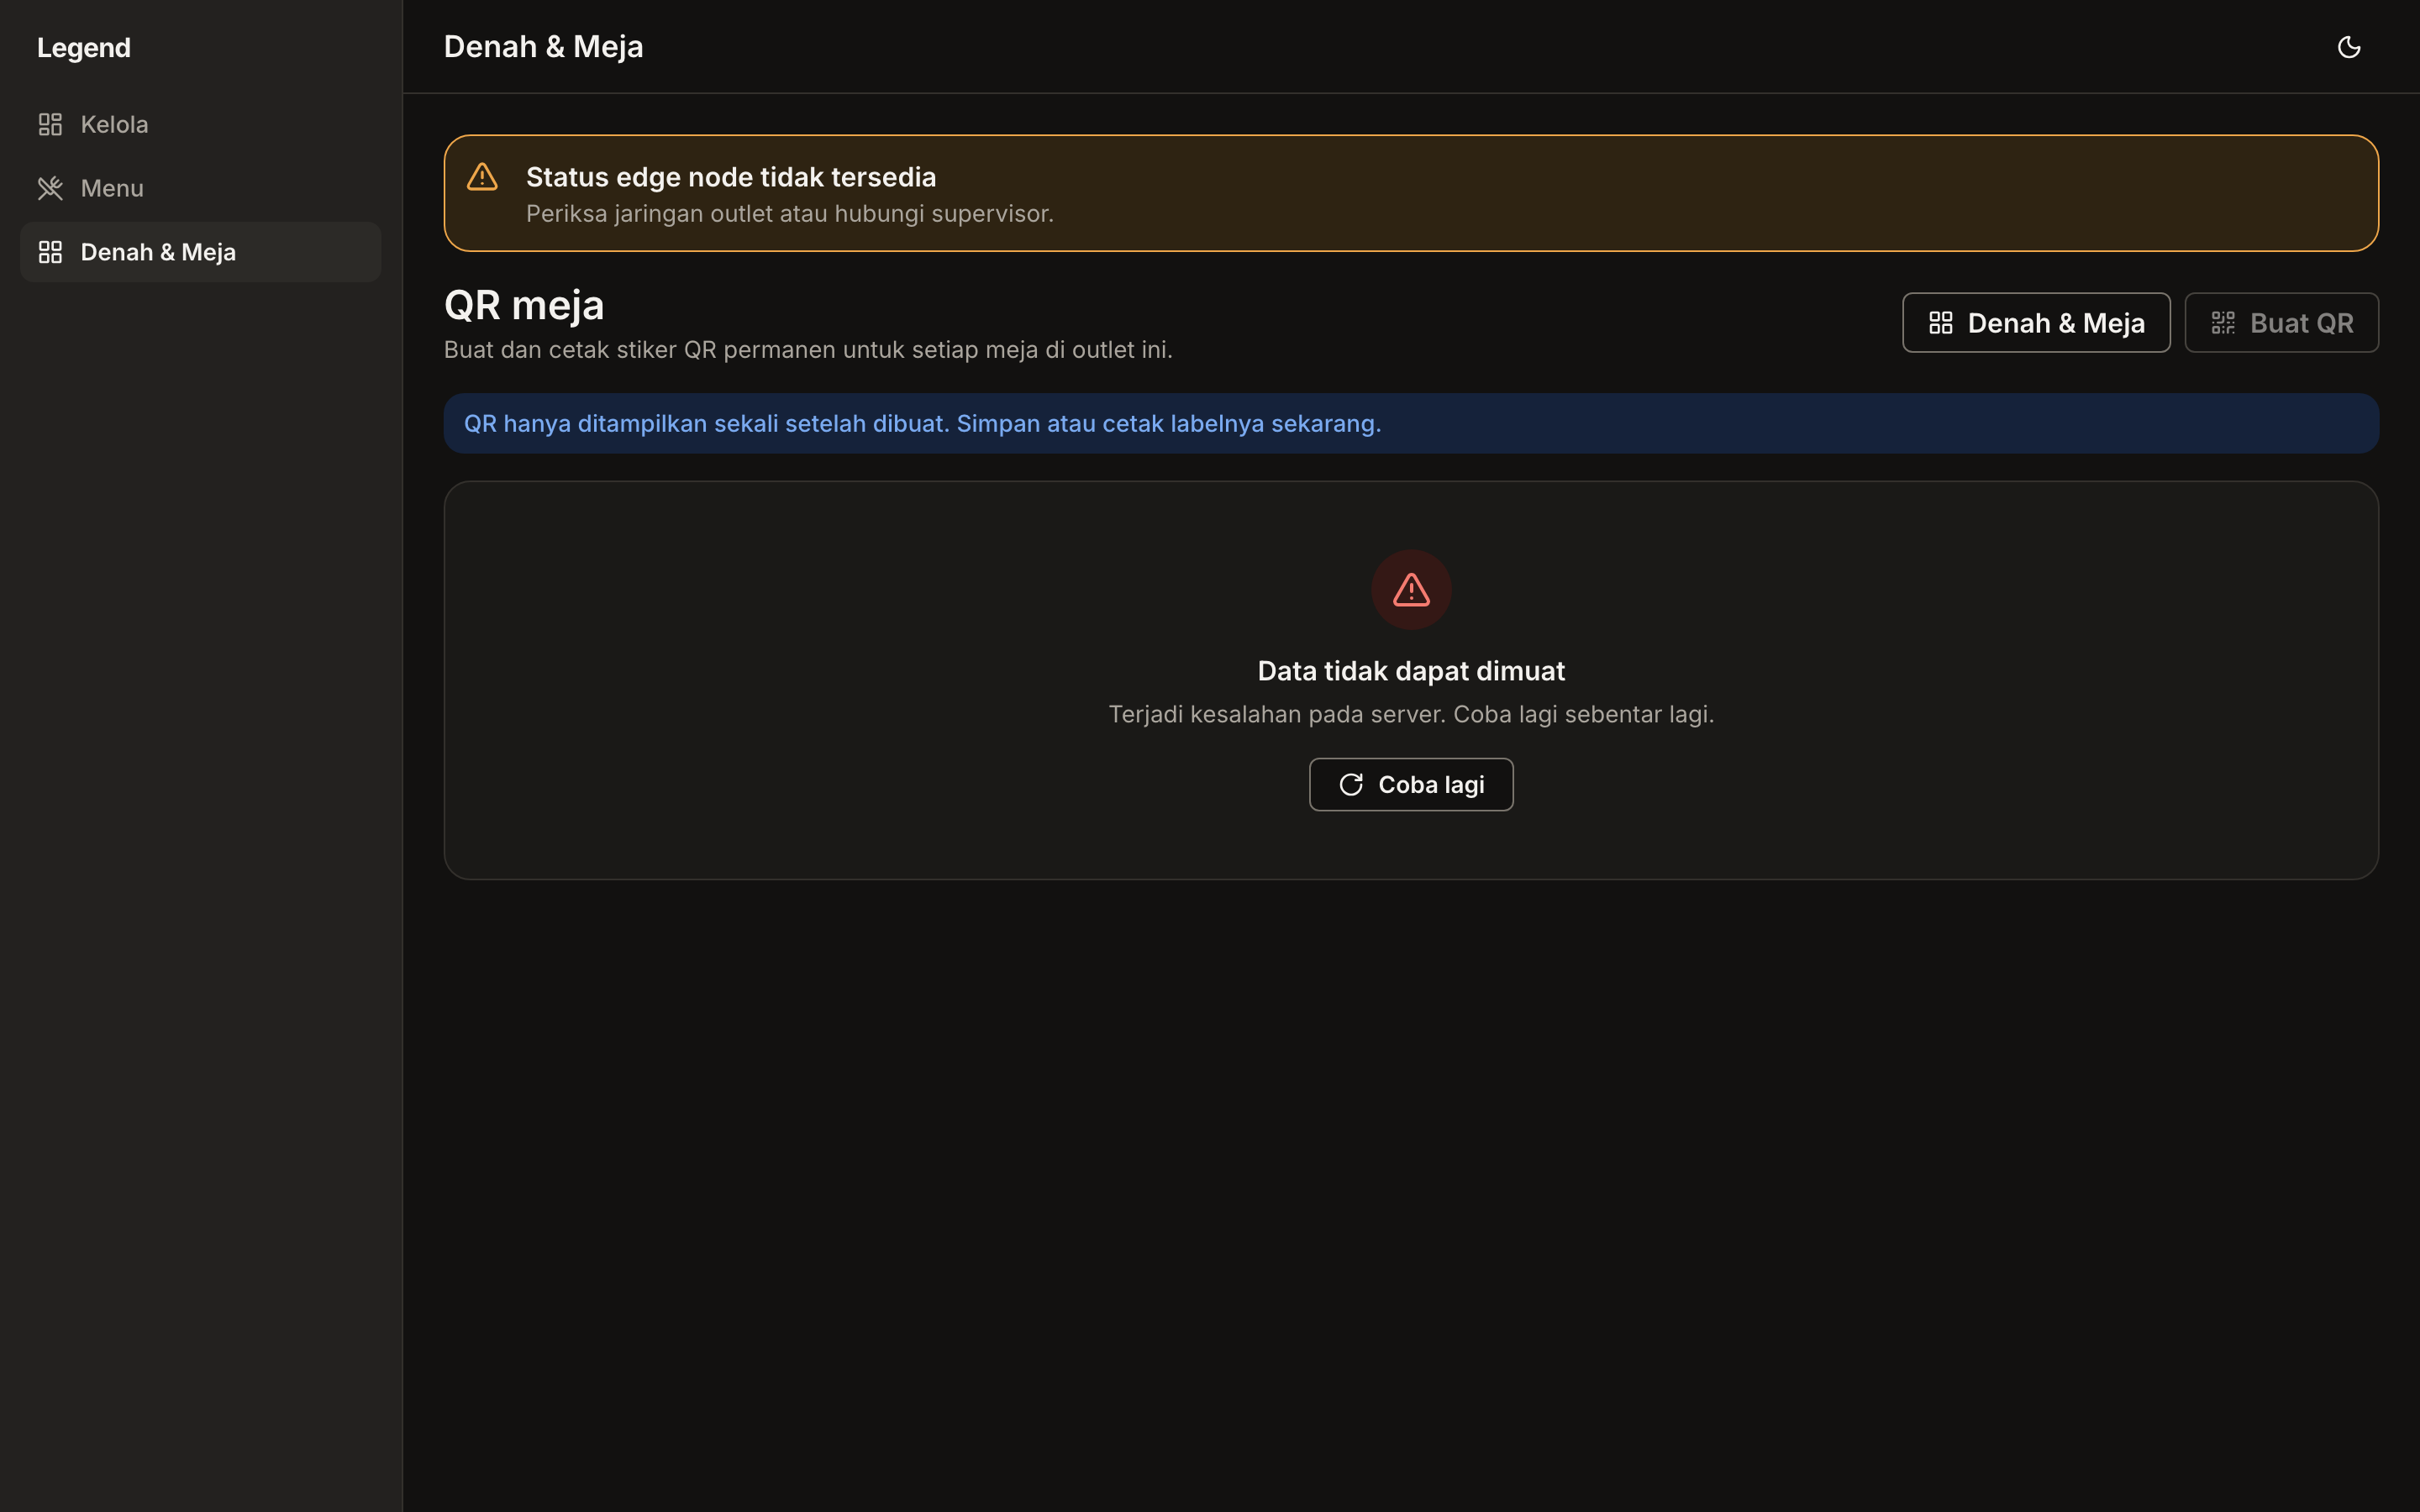 Legend
Kelola
Menu
Denah & Meja
Denah & Meja
Status edge node tidak tersedia
Periksa jaringan outlet atau hubungi supervisor.
QR meja
Buat dan cetak stiker QR permanen untuk setiap meja di outlet ini.
Denah & Meja
Buat QR
QR hanya ditampilkan sekali setelah dibuat. Simpan atau cetak labelnya sekarang.
Data tidak dapat dimuat
Terjadi kesalahan pada server. Coba lagi sebentar lagi.
Coba lagi